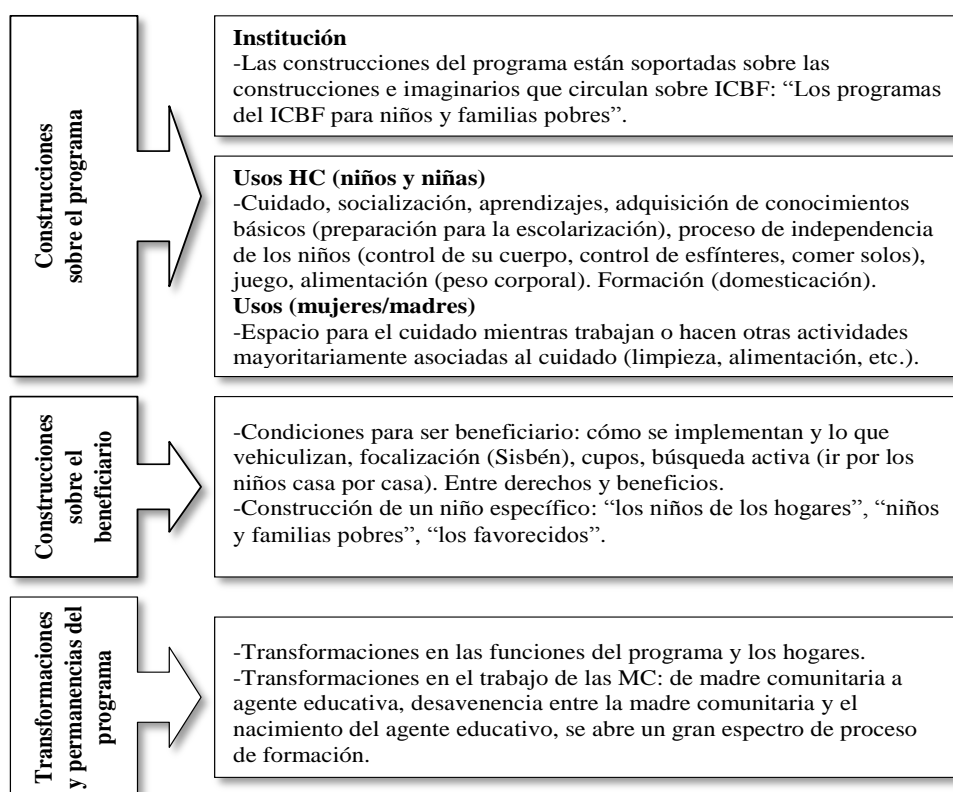 Construcciones
sobre el programa
Institución
-Las construcciones del programa están soportadas sobre las
construcciones e imaginarios que circulan sobre ICBF: “Los programas
del ICBF para niños y familias pobres”.
Usos HC (niños y niñas)
-Cuidado, socialización, aprendizajes, adquisición de conocimientos
básicos (preparación para la escolarización), proceso de independencia
de los niños (control de su cuerpo, control de esfínteres, comer solos),
juego, alimentación (peso corporal). Formación (domesticación).
Usos (mujeres/madres)
-Espacio para el cuidado mientras trabajan o hacen otras actividades
mayoritariamente asociadas al cuidado (limpieza, alimentación, etc.).
Construcciones
sobre el
beneficiario
-Condiciones para ser beneficiario: cómo se implementan y lo que
vehiculizan, focalización (Sisbén), cupos, búsqueda activa (ir por los
niños casa por casa). Entre derechos y beneficios.
-Construcción de un niño específico: “los niños de los hogares”, “niños
y familias pobres”, “los favorecidos”.
Transformaciones
y permanencias del
programa
-Transformaciones en las funciones del programa y los hogares.
-Transformaciones en el trabajo de las MC: de madre comunitaria a
agente educativa, desavenencia entre la madre comunitaria y el
nacimiento del agente educativo, se abre un gran espectro de proceso
de formación.